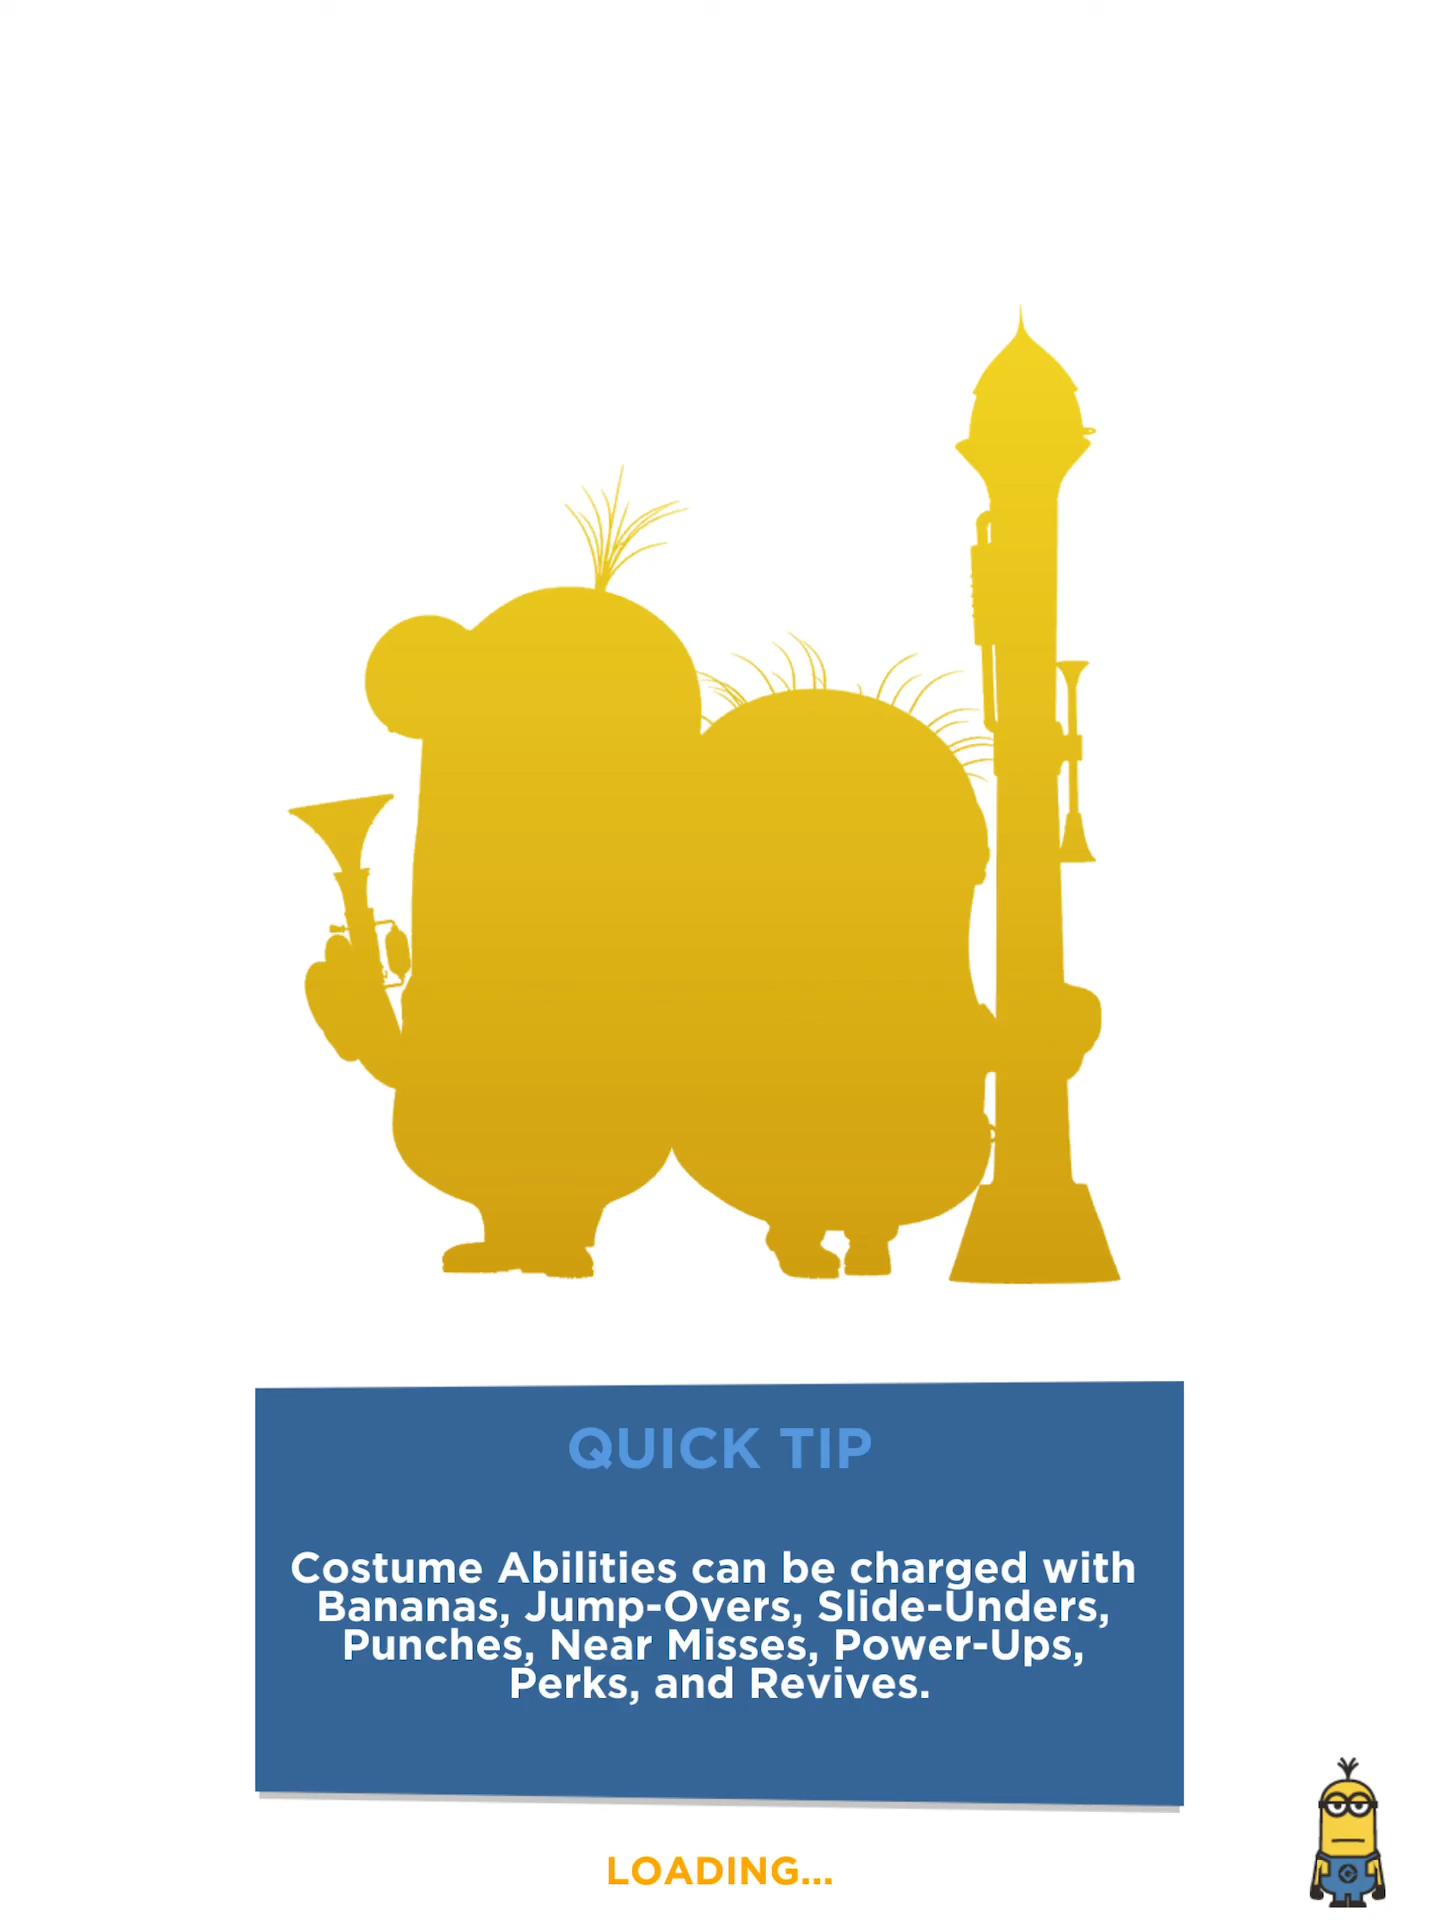 QUICK TIP
Costume Abilities can be charged with
Bananas, Jump-Overs, Slide-Unders,
Punches, Near Misses, Power-Ups,
Perks, and Revives.
LOADING...